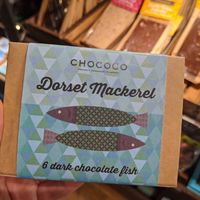 CHOCOCO
Dorset Mackerel
6 dark chocolate fish